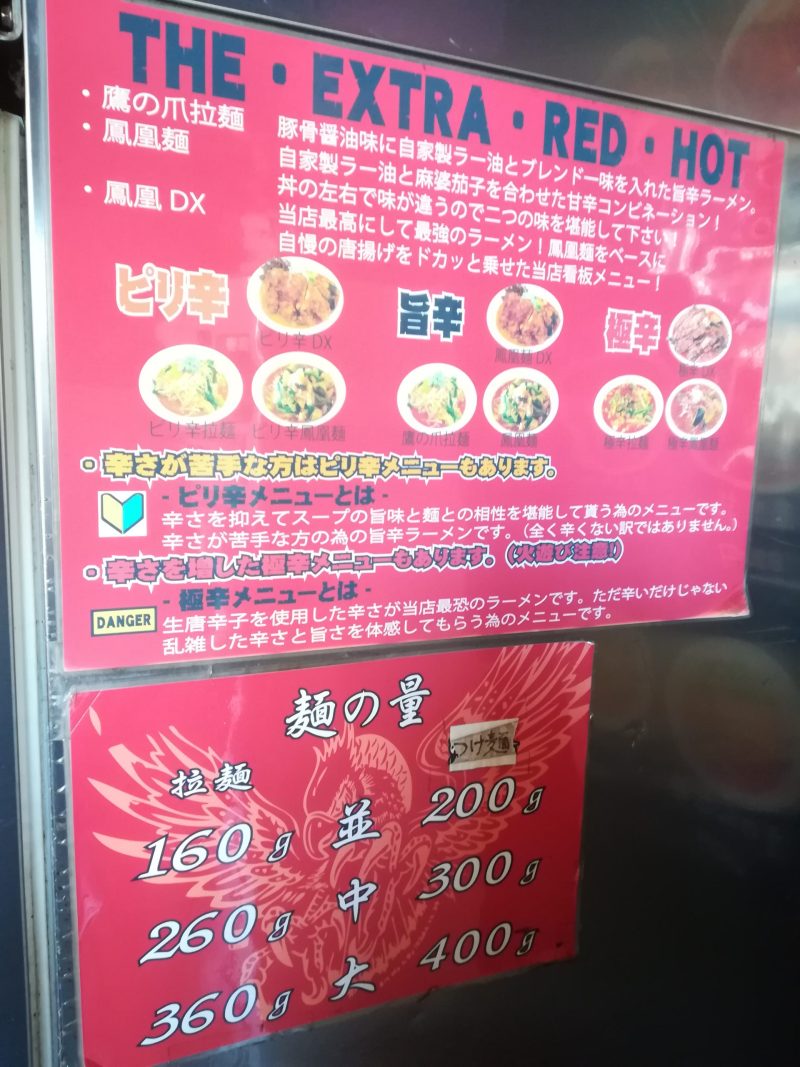 THE・EXTRA・RED・HOT
・鷹の爪拉麺
豚骨醤油味に自家製ラー油とブレンド一味を入れた旨辛ラーメン。
・鳳凰麺
自家製ラー油と麻婆茄子を合わせた甘辛コンビネーション!
丼の左右で味が違うので二つの味を堪能して下さい!
・鳳凰 DX
当店最高にして最強のラーメン!鳳凰麺をベースに
自慢の唐揚げをドカッと乗せた当店看板メニュー!
ピリ辛
ピリ辛 DX
ピリ辛拉麺
ピリ辛鳳凰麺
旨辛
鳳凰麺 DX
鷹の爪拉麺
鳳凰麺
極辛
極辛 DX
極辛拉麺
極辛鳳凰麺
・辛さが苦手な方はピリ辛メニューもあります。
- ピリ辛メニューとは -
辛さを抑えてスープの旨味と麺との相性を堪能して貰う為のメニューです。
辛さが苦手な方の為の旨辛ラーメンです。(全く辛くない訳ではありません。)
・辛さを増した極辛メニューもあります。(火遊び注意!)
- 極辛メニューとは -
DANGER
生唐辛子を使用した辛さが当店最恐のラーメンです。ただ辛いだけじゃない
乱雑した辛さと旨さを体感してもらう為のメニューです。
麺の量
拉麺 つけ麺
160g 並 200g
260g 中 300g
360g 大 400g